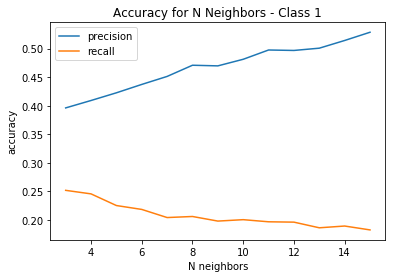 Accuracy for N Neighbors - Class 1
precision
recall
accuracy
0.50
0.45
0.40
0.35
0.30
0.25
0.20
4 6 8 10 12 14
N neighbors